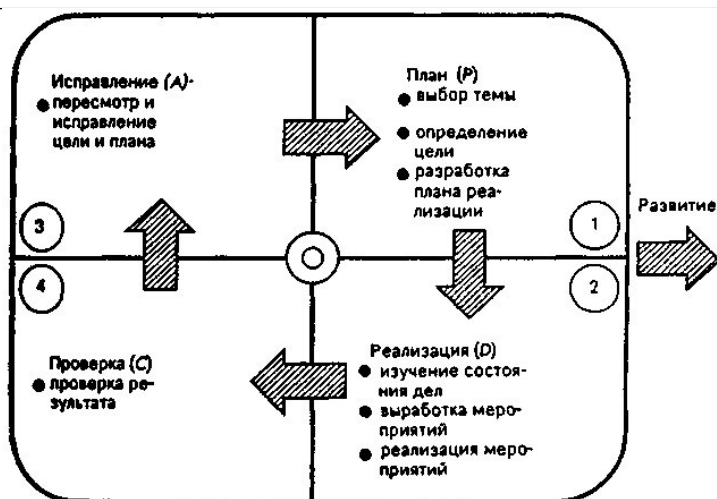 Исправление (A)-
● пересмотр и
исправление
цели и плана
План (P)
● выбор темы
● определение
цели
● разработка
плана реа-
лизации
3
1
Развитие
4
2
Проверка (C)
● проверка ре-
зультата
Реализация (D)
● изучение состоя-
ния дел
● выработка меро-
приятий
● реализация меро-
приятий